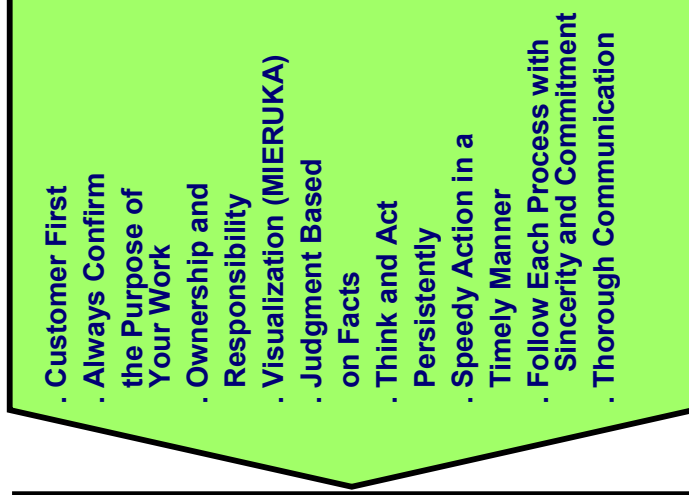 . Customer First
. Always Confirm
the Purpose of
Your Work
. Ownership and
Responsibility
. Visualization (MIERUKA)
. Judgment Based
on Facts
. Think and Act
Persistently
. Speedy Action in a
Timely Manner
. Follow Each Process with
Sincerity and Commitment
. Thorough Communication